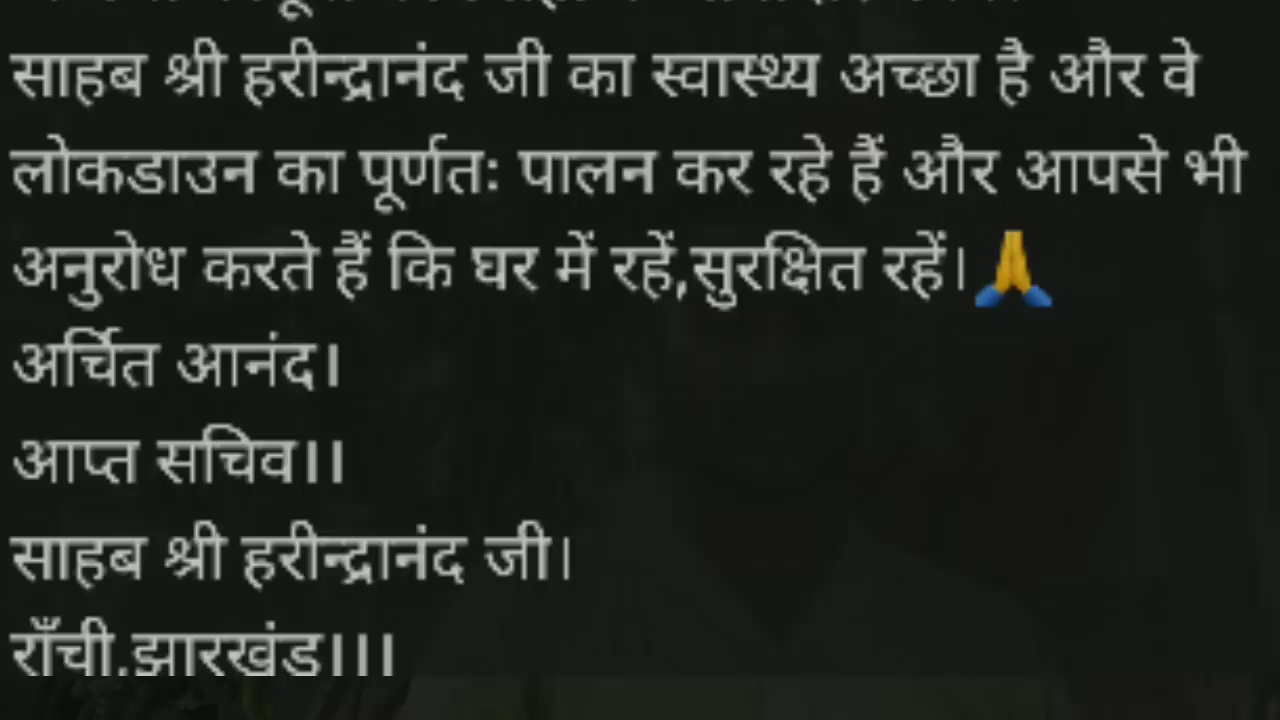 साहब श्री हरीन्द्रानंद जी का स्वास्थ्य अच्छा है और वे
लोकडाउन का पूर्णतः पालन कर रहे हैं और आपसे भी
अनुरोध करते हैं कि घर में रहें,सुरक्षित रहें।🙏
अर्चित आनंद।
आप्त सचिव।।
साहब श्री हरीन्द्रानंद जी।
राँची,झारखंड।।।